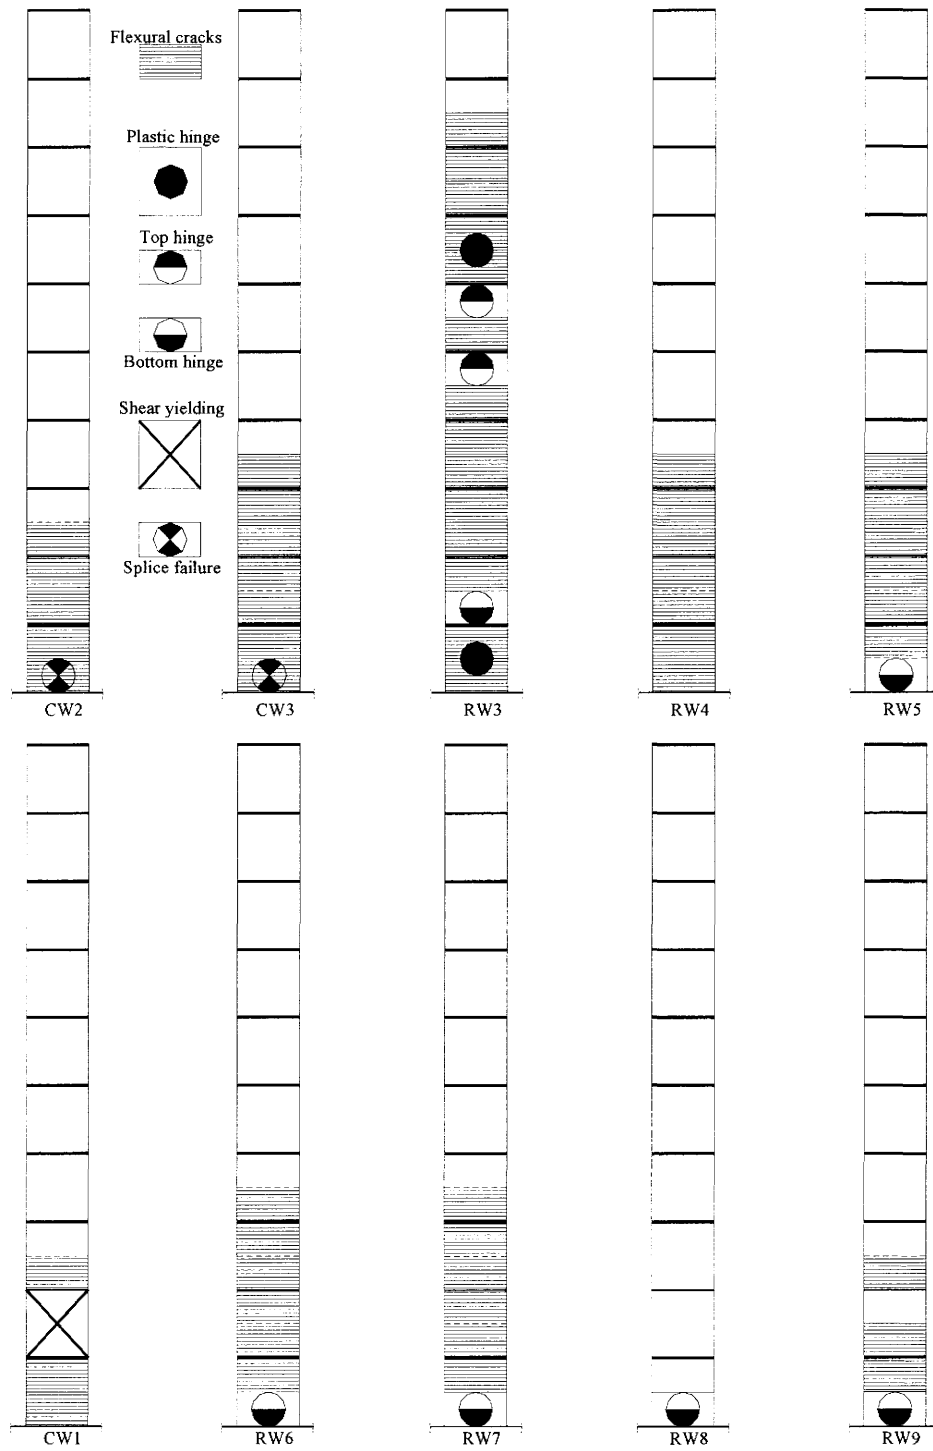 Flexural cracks
Plastic hinge
Top hinge
Bottom hinge
Shear yielding
Splice failure
CW2
CW3
RW3
RW4
RW5
CW1
RW6
RW7
RW8
RW9